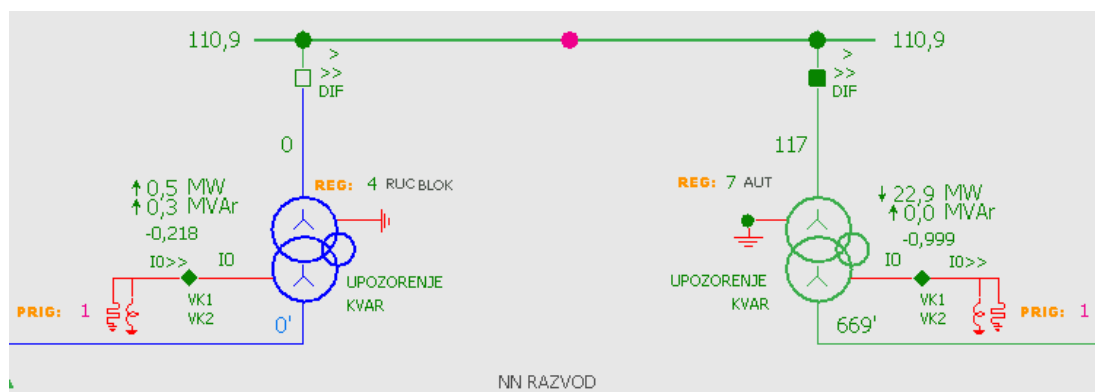 110,9
110,9
>
>>
DIF
>
>>
DIF
0
117
REG: 4 RUC BLOK
REG: 7 AUT
↑0,5 MW
↑0,3 MVAr
-0,218
↓22,9 MW
↑0,0 MVAr
-0,999
I0>> I0
I0 I0>>
UPOZORENJE
KVAR
UPOZORENJE
KVAR
PRIG: 1
VK1
VK2
VK1
VK2
PRIG: 1
0'
669'
NN RAZVOD